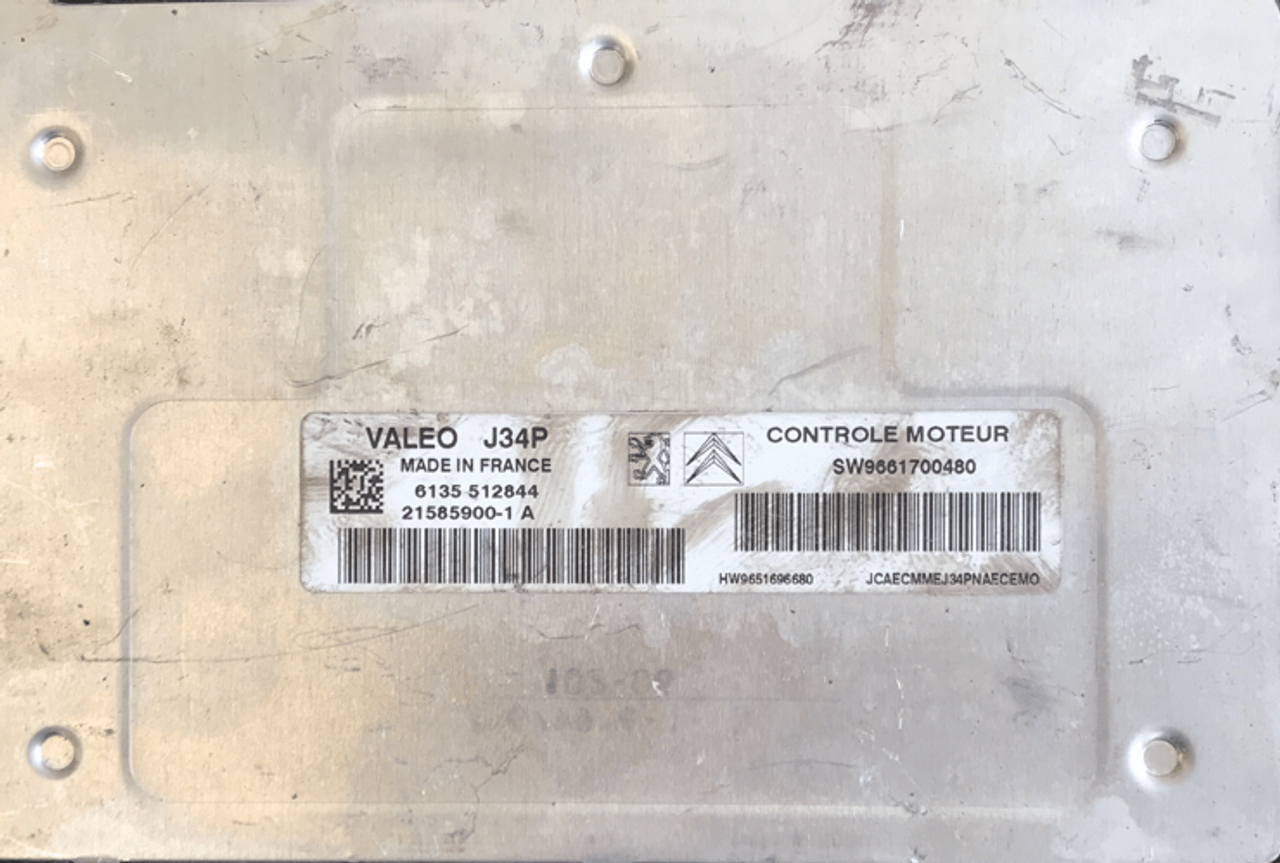 VALEO J34P
MADE IN FRANCE
6135 512844
21585900-1 A
CONTROLE MOTEUR
SW9661700480
HW9651696680 JCAECMMEJ34PNAECEMO